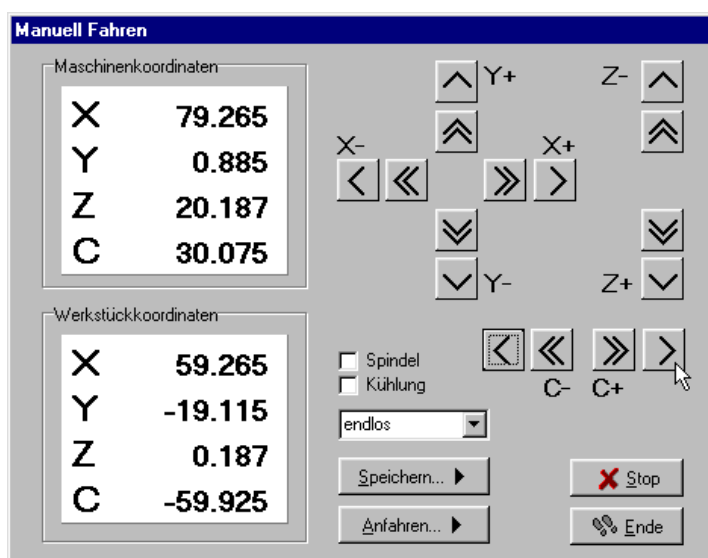 Manuell Fahren
Maschinenkoordinaten
X 79.265
Y 0.885
Z 20.187
C 30.075
Werkstückkoordinaten
X 59.265
Y -19.115
Z 0.187
C -59.925
Y+
Z-
X-
X+
Y-
Z+
C- C+
Spindel
Kühlung
endlos
Speichern...
Stop
Anfahren...
Ende